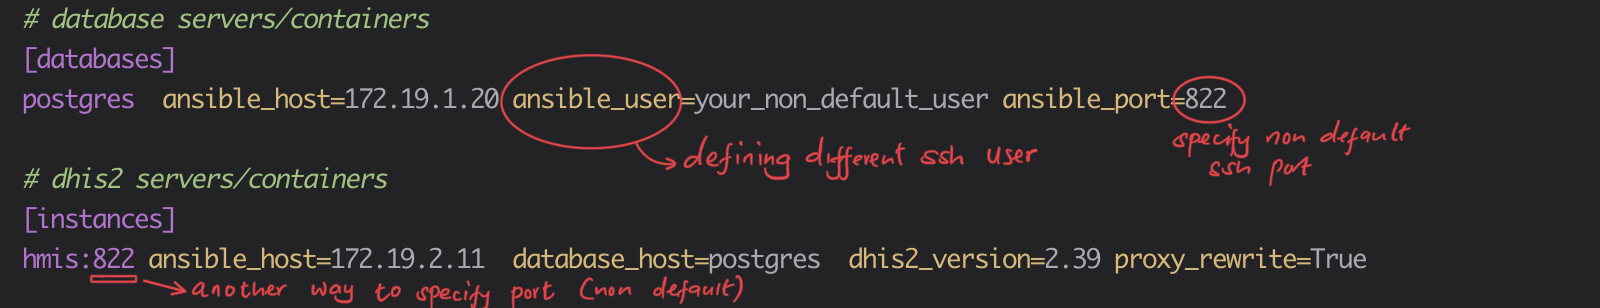 # database servers/containers
[databases]
postgres  ansible_host=172.19.1.20 ansible_user=your_non_default_user ansible_port=822
defining different ssh user
specify non default
ssh port
# dhis2 servers/containers
[instances]
hmis:822 ansible_host=172.19.2.11  database_host=postgres  dhis2_version=2.39 proxy_rewrite=True
another way to specify port (non default)